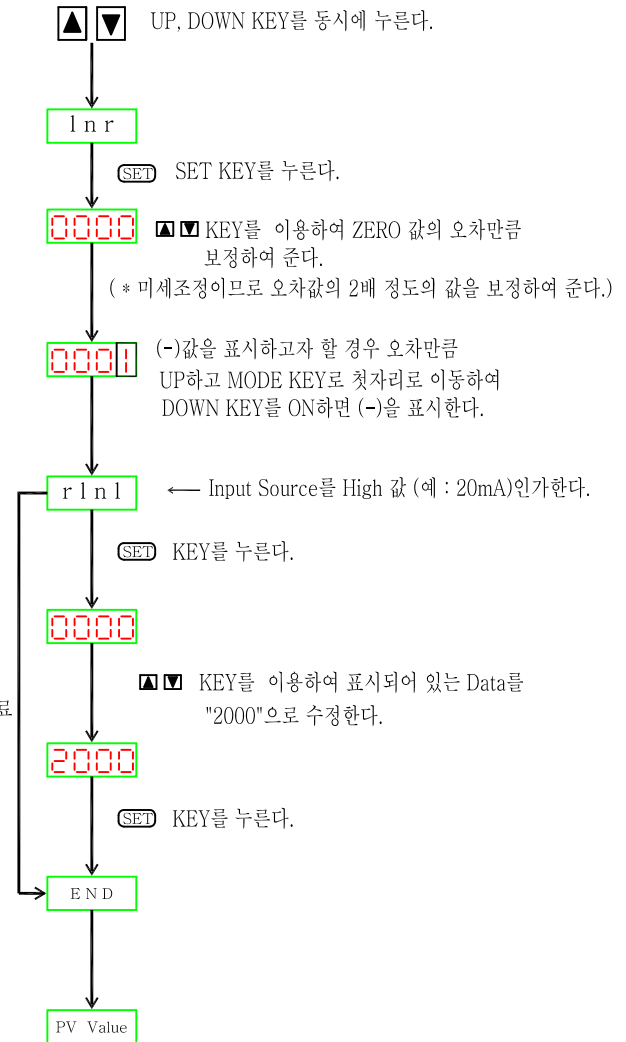 UP, DOWN KEY를 동시에 누른다.
lnr
SET SET KEY를 누른다.
0000 KEY를 이용하여 ZERO 값의 오차만큼
보정하여 준다.
( * 미세조정이므로 오차값의 2배 정도의 값을 보정하여 준다.)
0001 (-)값을 표시하고자 할 경우 오차만큼
UP하고 MODE KEY로 첫자리로 이동하여
DOWN KEY를 ON하면 (-)을 표시한다.
rlnl ← Input Source를 High 값 (예 : 20mA)인가한다.
SET KEY를 누른다.
0000
KEY를 이용하여 표시되어 있는 Data를
"2000"으로 수정한다.
2000
SET KEY를 누른다.
END
PV Value